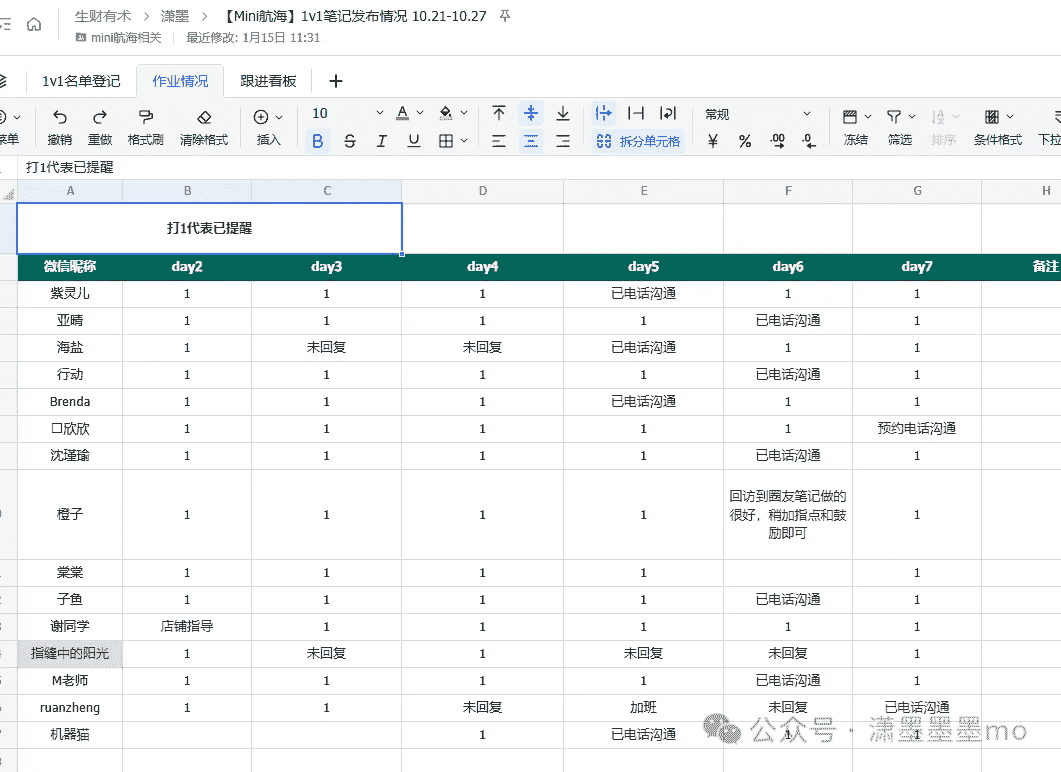 生财有术 > 潇墨 > 【Mini航海】1v1笔记发布情况 10.21-10.27
mini航海相关 | 最近修改: 1月15日 11:31
1v1名单登记 作业情况 跟进看板 +
10 常规
菜单 撤销 重做 格式刷 清除格式 插入 B S I U 拆分单元格 ¥ % .00 .0 冻结 筛选 排序 条件格式 下拉
打1代表已提醒
A B C D E F G H
打1代表已提醒
微信昵称 day2 day3 day4 day5 day6 day7 备注
紫灵儿 1 1 1 已电话沟通 1 1
亚晴 1 1 1 1 已电话沟通 1
海盐 1 未回复 未回复 已电话沟通 1 1
行动 1 1 1 1 已电话沟通 1
Brenda 1 1 1 已电话沟通 1 1
口欣欣 1 1 1 1 1 预约电话沟通
沈瑾瑜 1 1 1 1 已电话沟通 1
橙子 1 1 1 1 回访到圈友笔记做的
很好，稍加指点和鼓
励即可 1
棠棠 1 1 1 1 1
子鱼 1 1 1 1 已电话沟通 1
谢同学 店铺指导 1 1 1 1 1
指缝中的阳光 1 未回复 1 未回复 未回复 1
M老师 1 1 1 1 已电话沟通 1
ruanzheng 1 1 未回复 加班 未回复 已电话沟通
机器猫 1 已电话沟通 1 1
公众号 · 潇墨墨墨mo